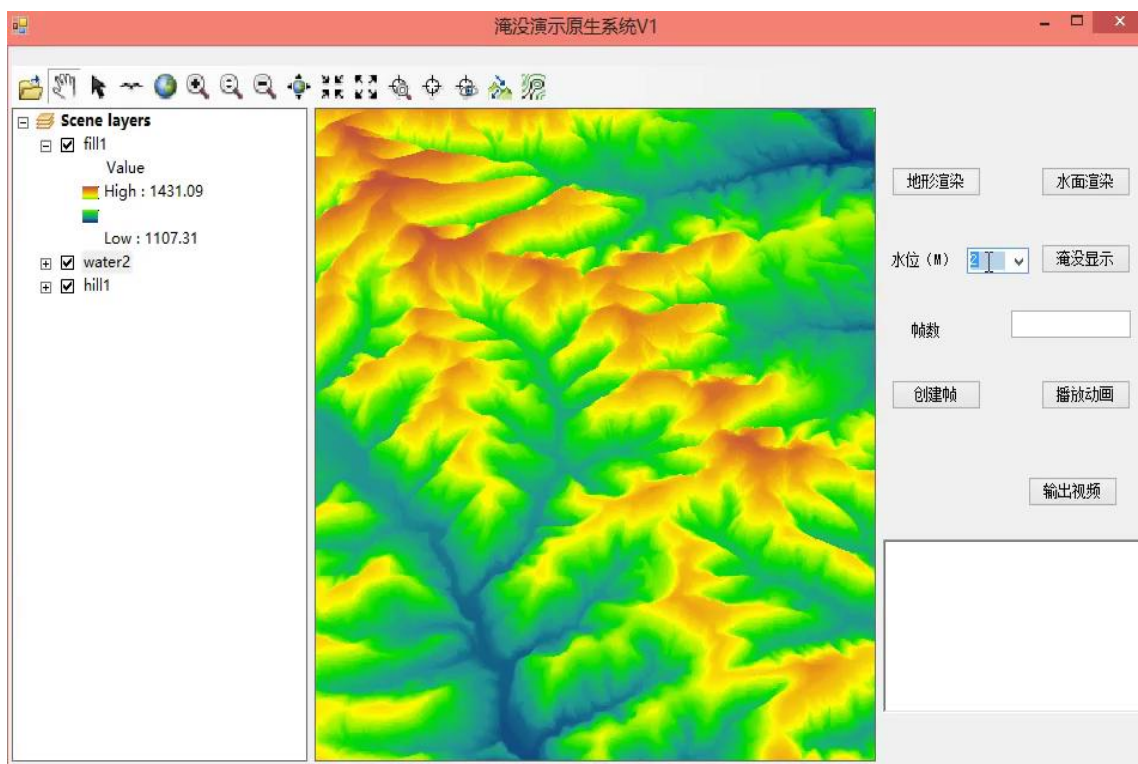 淹没演示原生系统V1
Scene layers
fill1
Value
High : 1431.09
Low : 1107.31
water2
hill1
地形渲染
水面渲染
水位（M） 2
淹没显示
帧数
创建帧
播放动画
输出视频